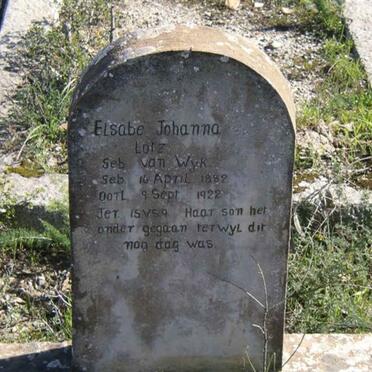 Elsabe Johanna
Lotz
Geb Van Wyk
Geb. 16 April 1882
Oorl 9 Sept 1922
Jer 15 V 5 9 Haar son het
onder gegaan terwyl dit
nog dag was